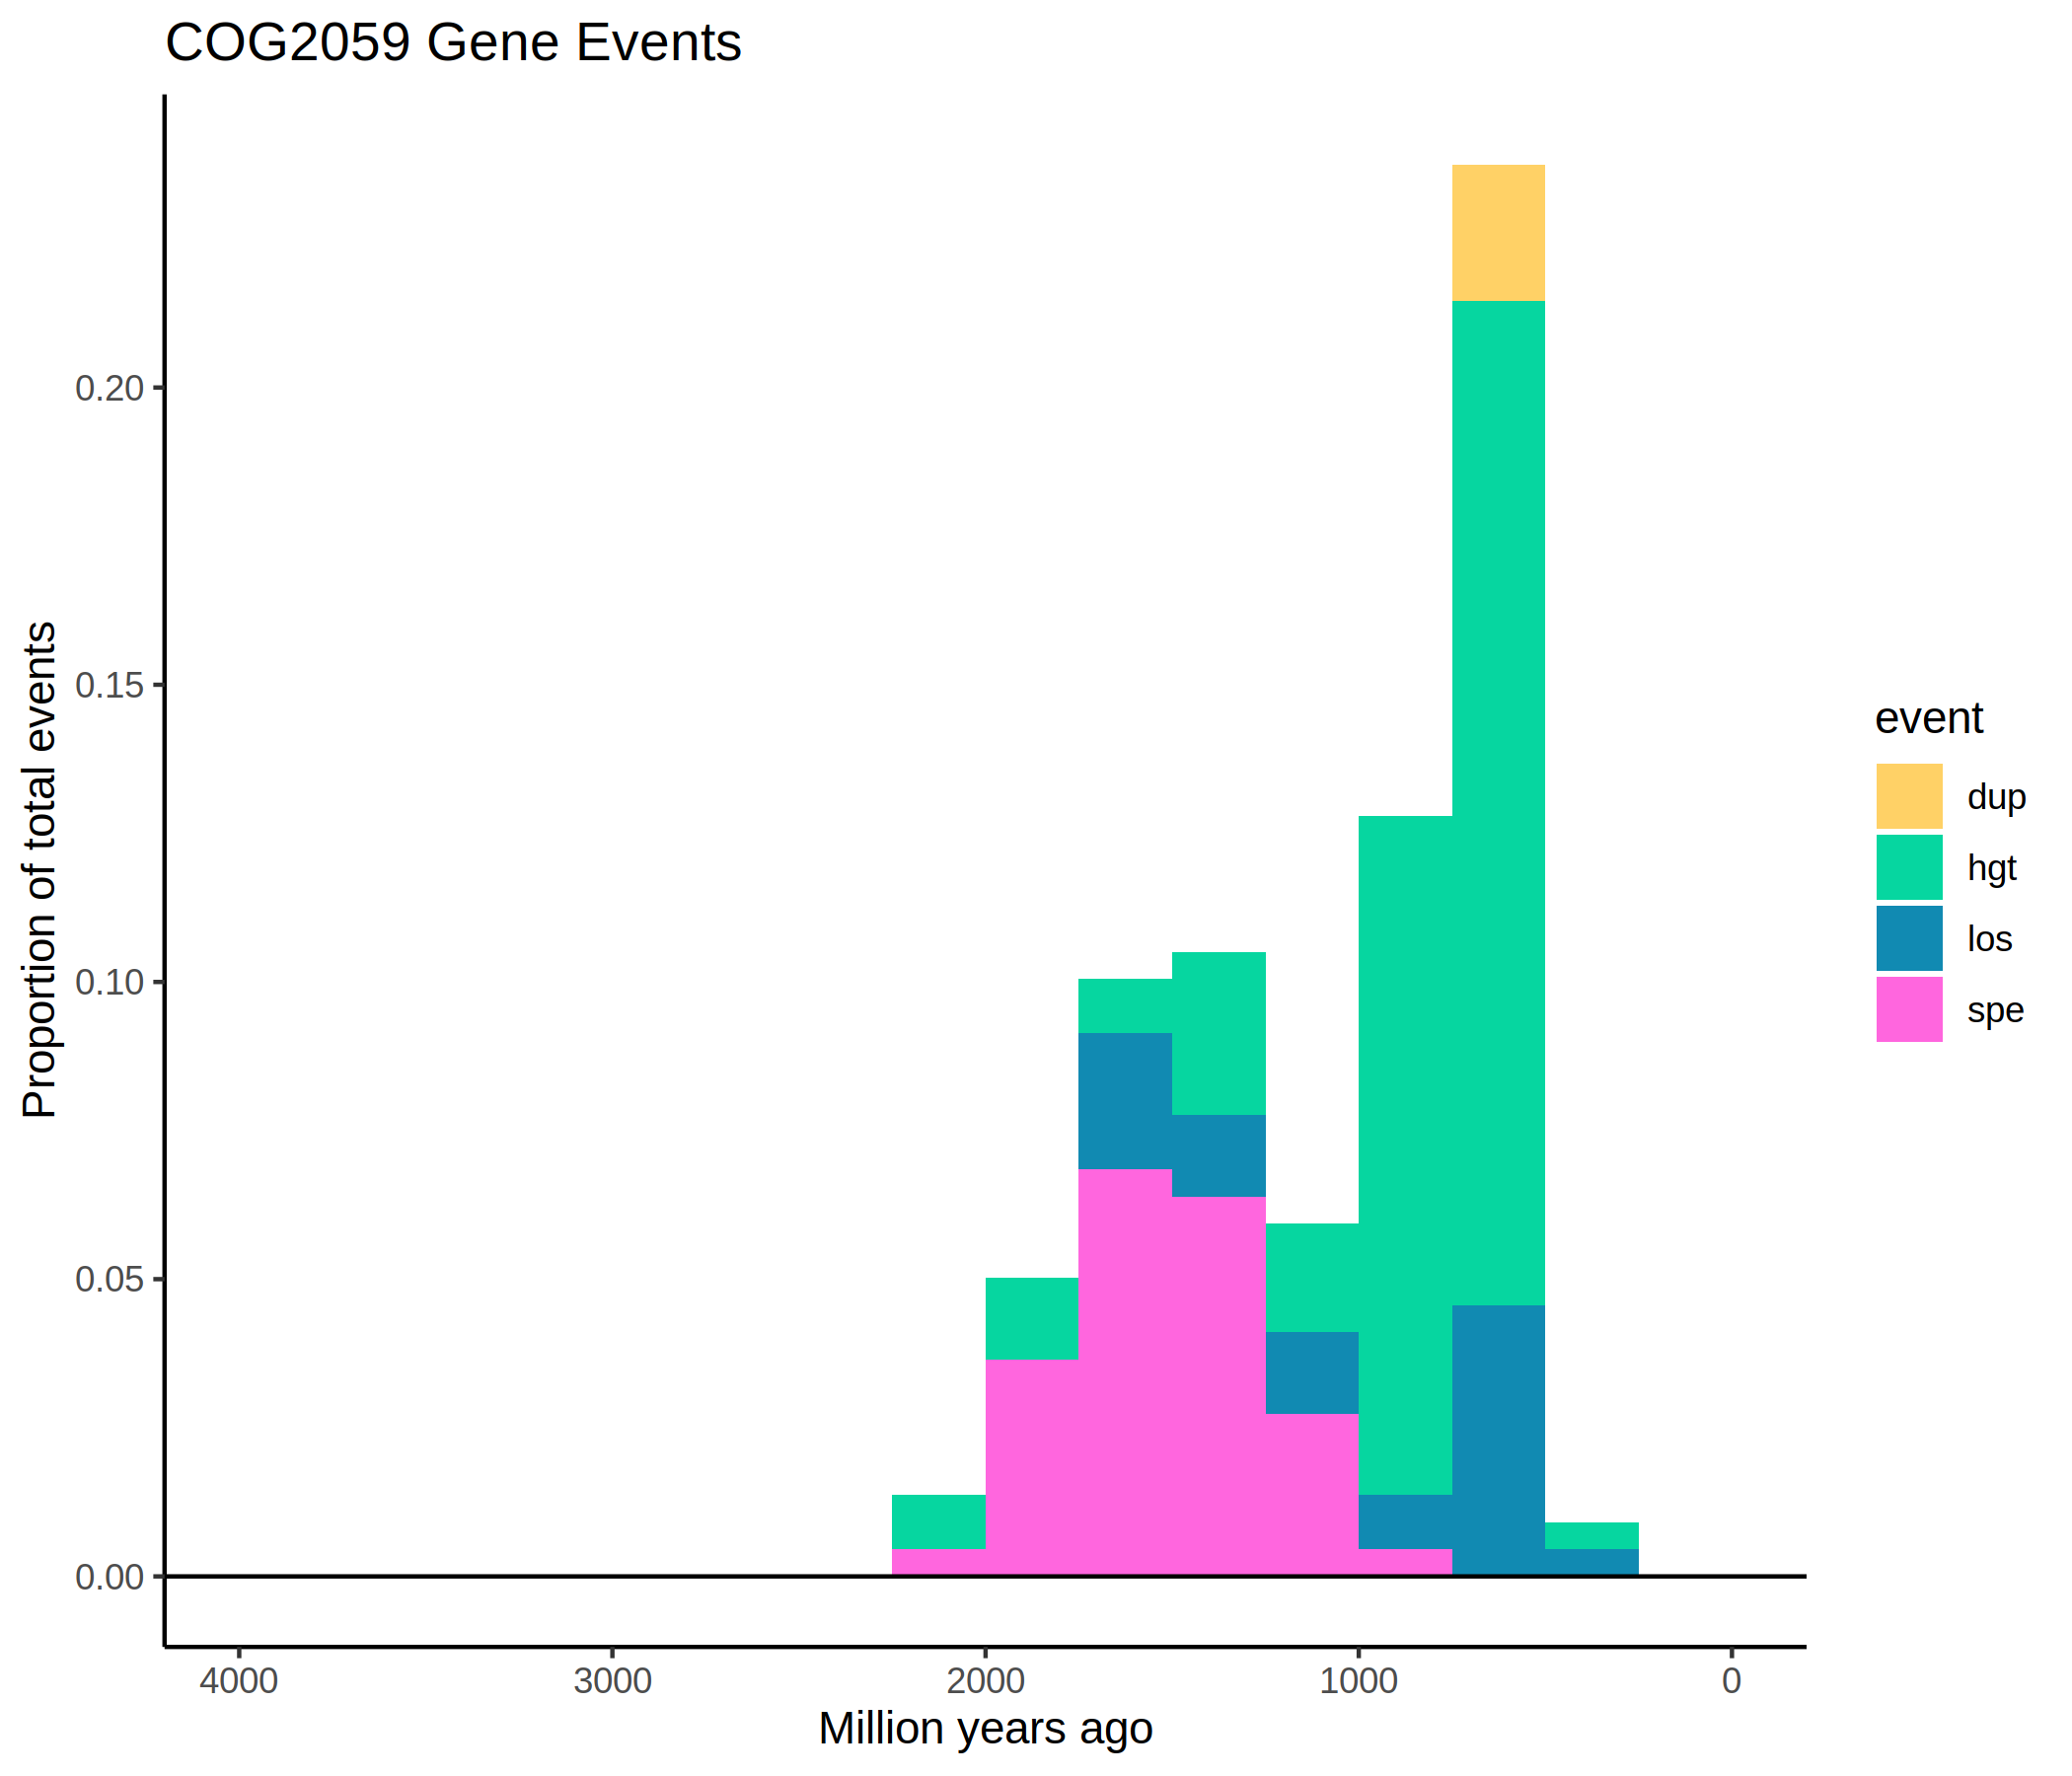 COG2059 Gene Events
Proportion of total events
0.20
0.15
0.10
0.05
0.00
4000 3000 2000 1000 0
Million years ago
event
dup
hgt
los
spe